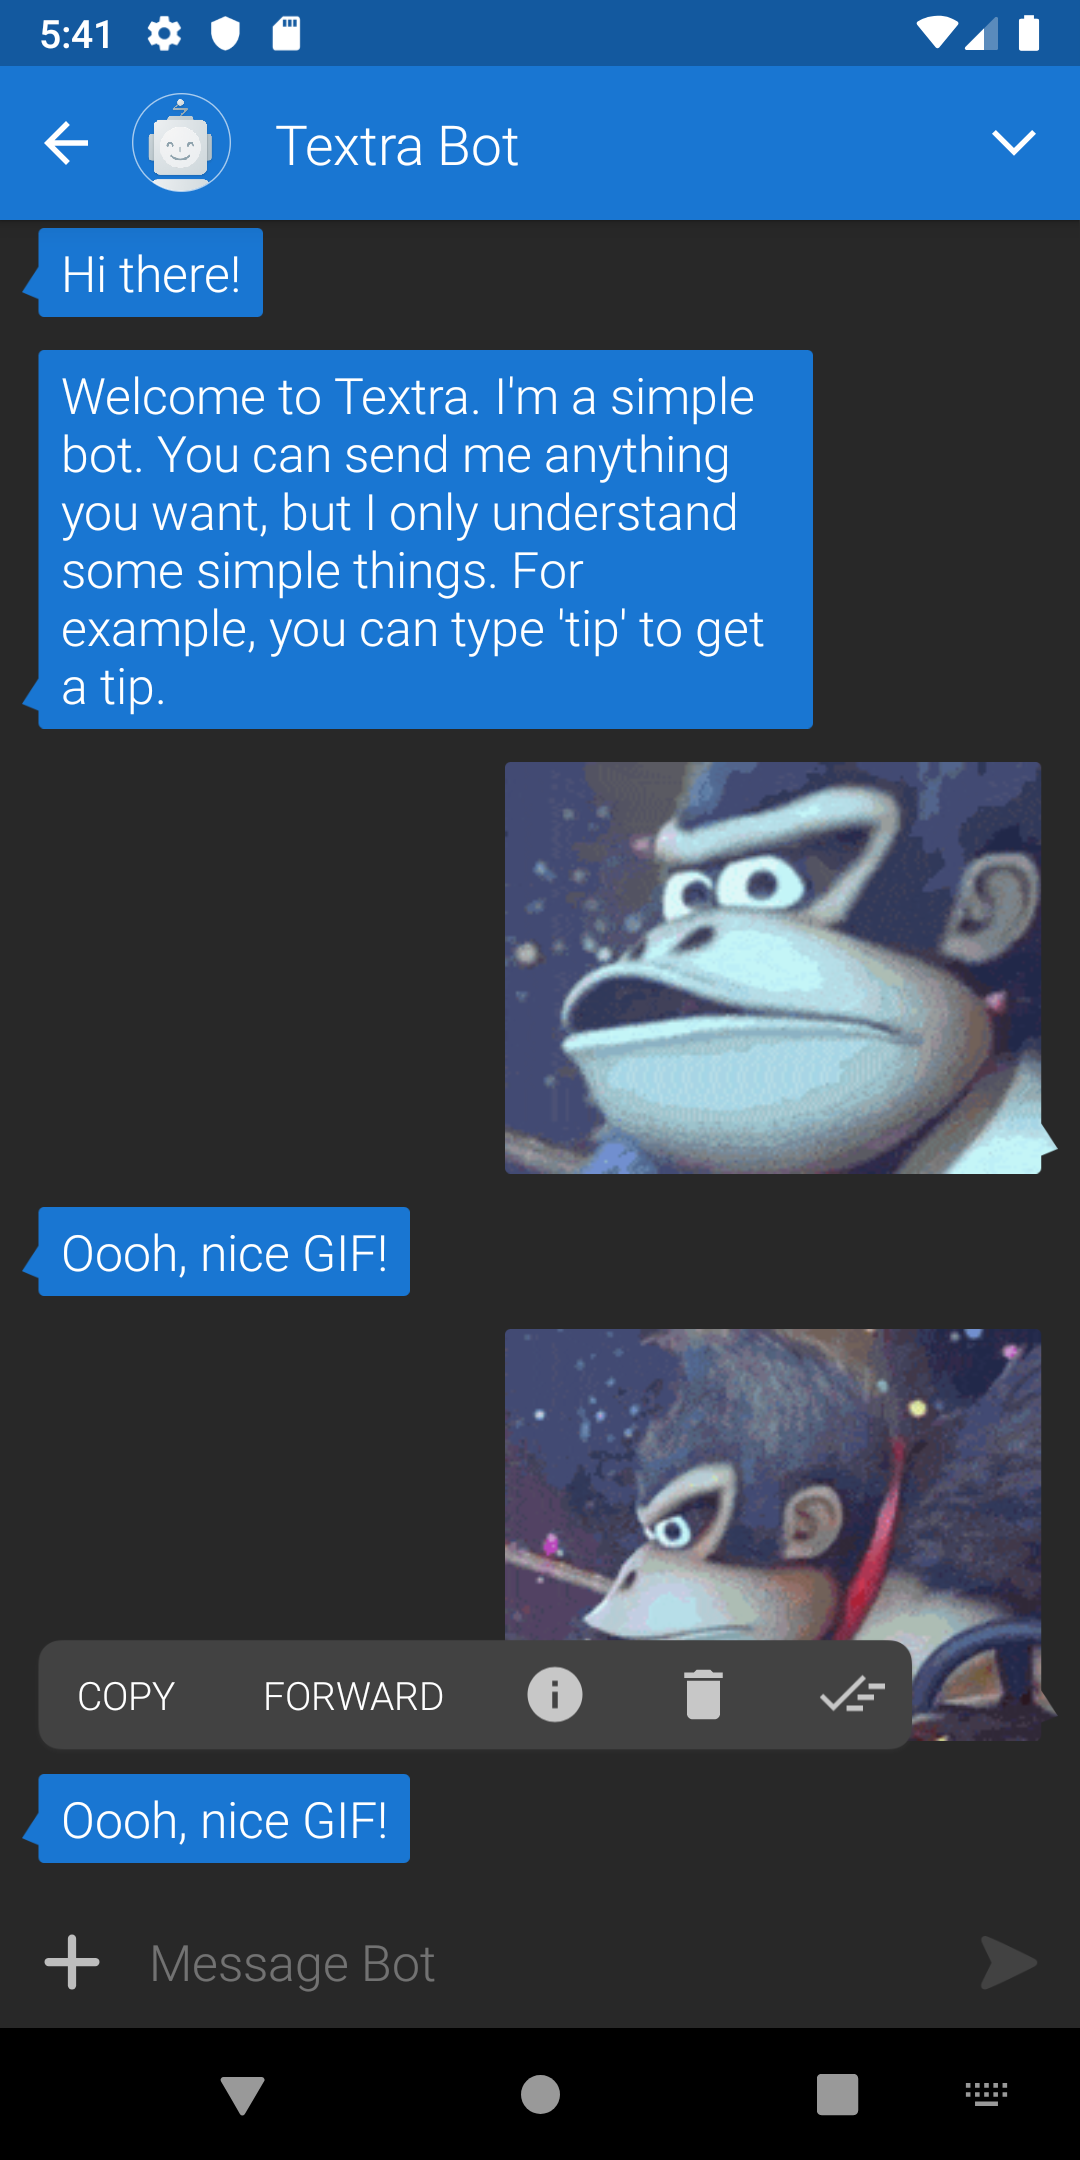 5:41
Textra Bot
Hi there!
Welcome to Textra. I'm a simple
bot. You can send me anything
you want, but I only understand
some simple things. For
example, you can type 'tip' to get
a tip.
Oooh, nice GIF!
COPY FORWARD
Oooh, nice GIF!
Message Bot